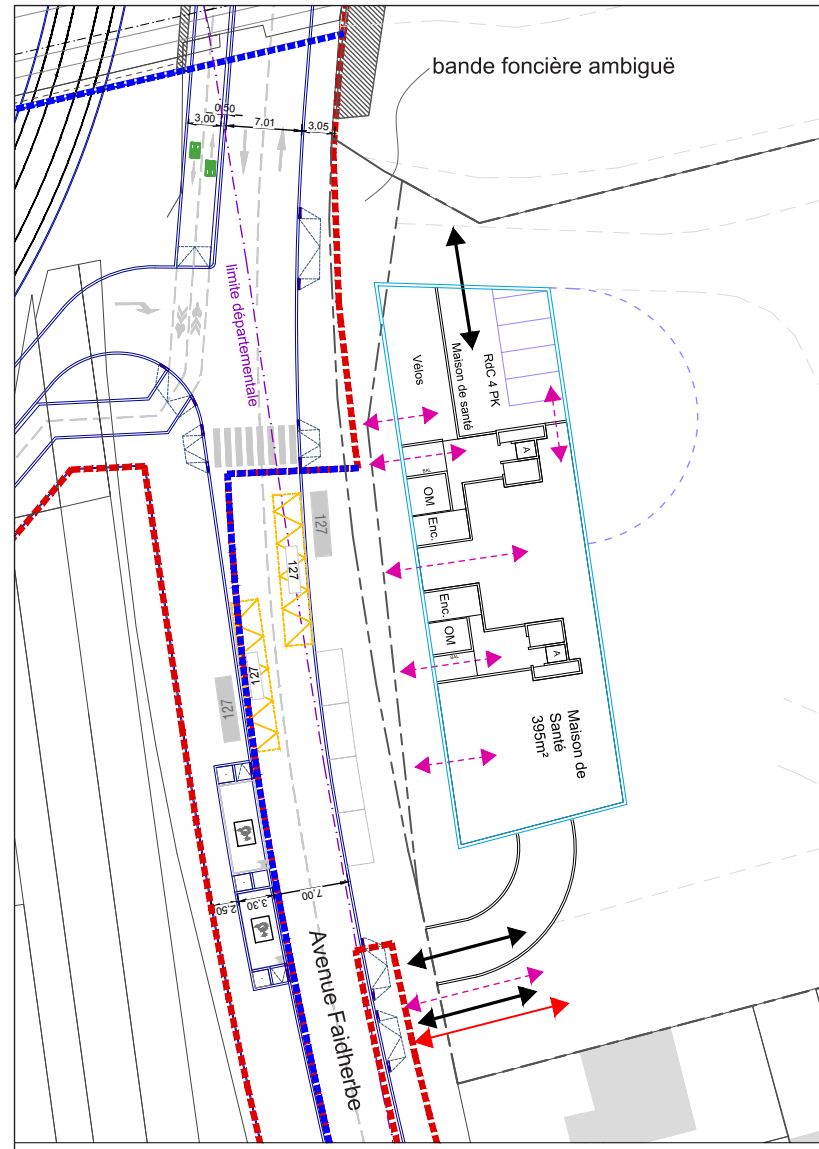 bande foncière ambiguë
0,50
3,00
7,01
3,05
limite départementale
Vélos
Maison de santé
RdC 4 PK
A
OM
Enc.
127
127
Enc.
OM
A
127
127
Maison de
Santé
395m²
7,00
3,30
2,50
Avenue Faidherbe